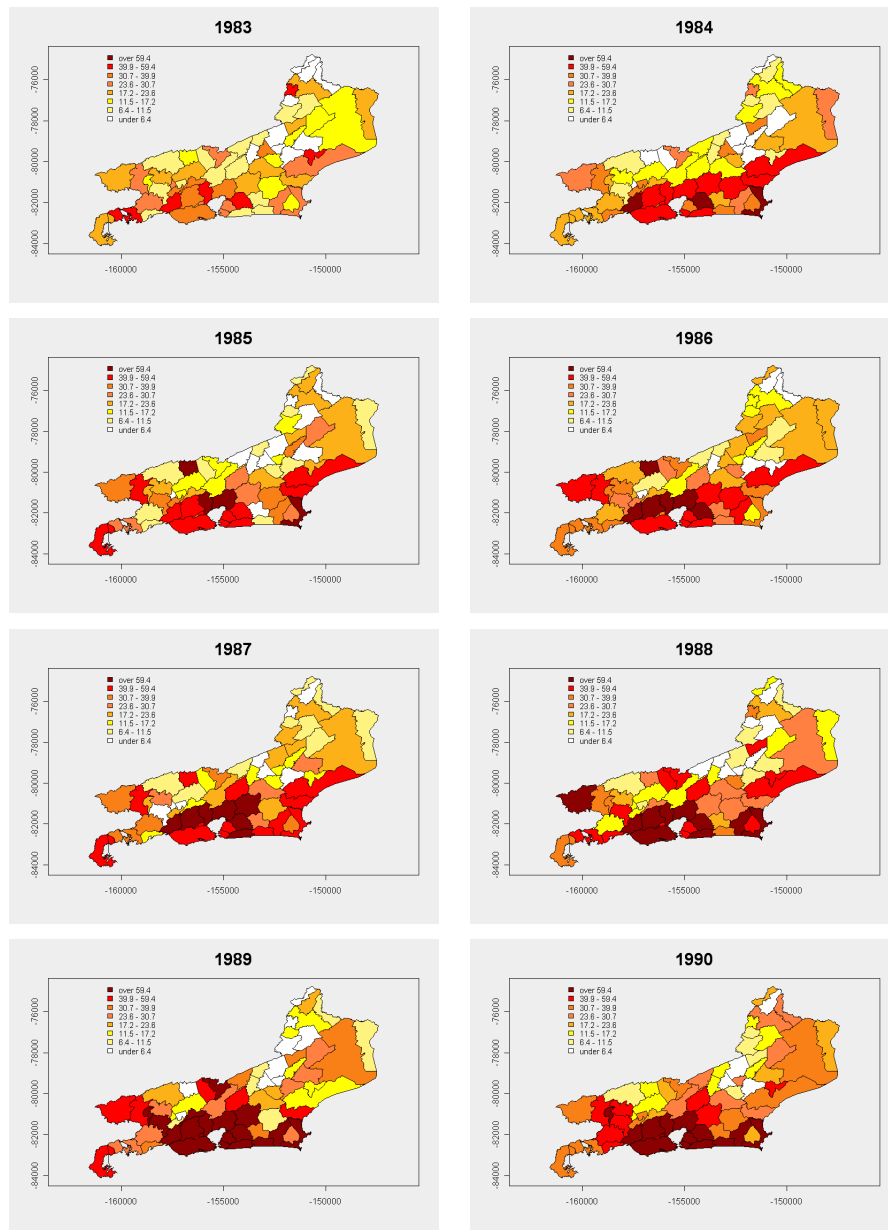 1983
over 59.4
39.9 - 59.4
30.7 - 39.9
23.6 - 30.7
17.2 - 23.6
11.5 - 17.2
6.4 - 11.5
under 6.4
-76000
-78000
-80000
-82000
-84000
-160000 -155000 -150000
1984
over 59.4
39.9 - 59.4
30.7 - 39.9
23.6 - 30.7
17.2 - 23.6
11.5 - 17.2
6.4 - 11.5
under 6.4
-76000
-78000
-80000
-82000
-84000
-160000 -155000 -150000
1985
over 59.4
39.9 - 59.4
30.7 - 39.9
23.6 - 30.7
17.2 - 23.6
11.5 - 17.2
6.4 - 11.5
under 6.4
-76000
-78000
-80000
-82000
-84000
-160000 -155000 -150000
1986
over 59.4
39.9 - 59.4
30.7 - 39.9
23.6 - 30.7
17.2 - 23.6
11.5 - 17.2
6.4 - 11.5
under 6.4
-76000
-78000
-80000
-82000
-84000
-160000 -155000 -150000
1987
over 59.4
39.9 - 59.4
30.7 - 39.9
23.6 - 30.7
17.2 - 23.6
11.5 - 17.2
6.4 - 11.5
under 6.4
-76000
-78000
-80000
-82000
-84000
-160000 -155000 -150000
1988
over 59.4
39.9 - 59.4
30.7 - 39.9
23.6 - 30.7
17.2 - 23.6
11.5 - 17.2
6.4 - 11.5
under 6.4
-76000
-78000
-80000
-82000
-84000
-160000 -155000 -150000
1989
over 59.4
39.9 - 59.4
30.7 - 39.9
23.6 - 30.7
17.2 - 23.6
11.5 - 17.2
6.4 - 11.5
under 6.4
-76000
-78000
-80000
-82000
-84000
-160000 -155000 -150000
1990
over 59.4
39.9 - 59.4
30.7 - 39.9
23.6 - 30.7
17.2 - 23.6
11.5 - 17.2
6.4 - 11.5
under 6.4
-76000
-78000
-80000
-82000
-84000
-160000 -155000 -150000